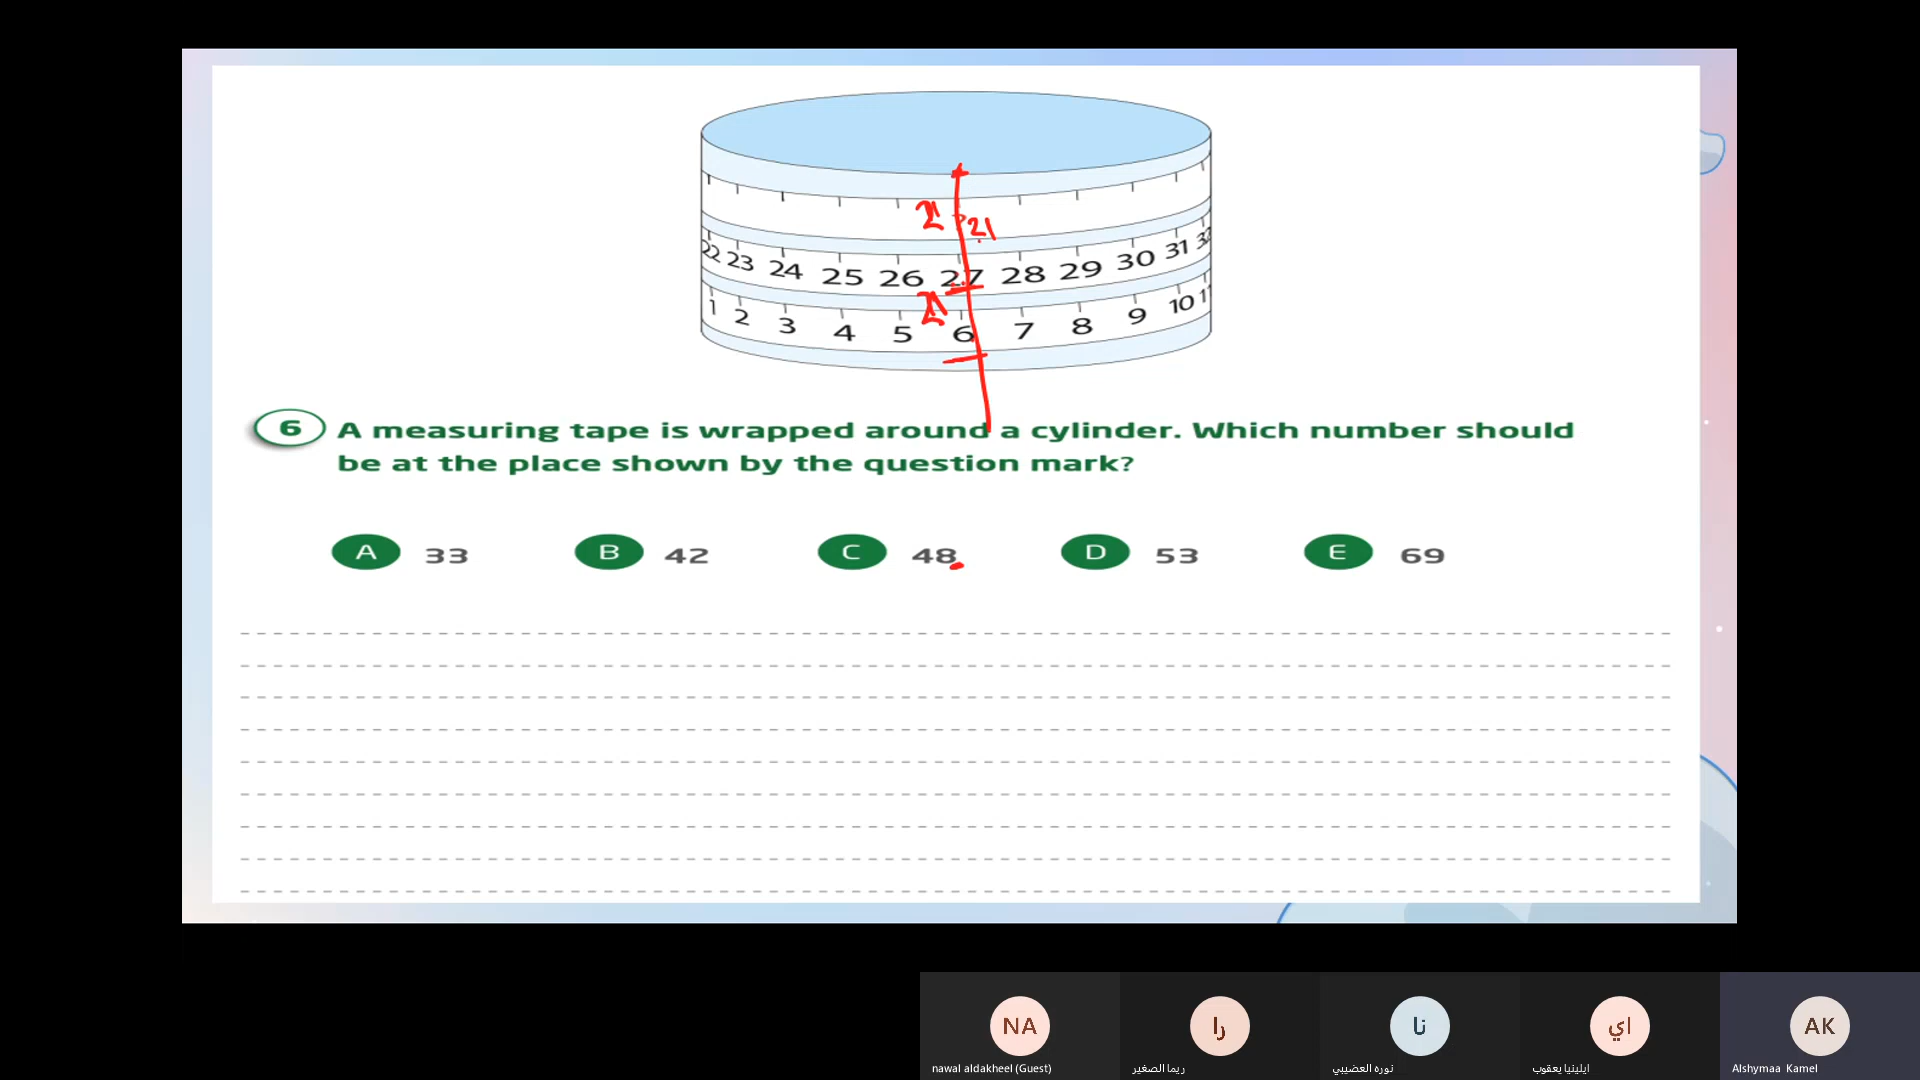 21 21
22 23 24 25 26 27 28 29 30 31 32
21
1 2 3 4 5 6 7 8 9 10 11
6 A measuring tape is wrapped around a cylinder. Which number should
be at the place shown by the question mark?
A 33 B 42 C 48 D 53 E 69
NA را نا اي AK
nawal aldakheel (Guest) ريما الصغير نوره العضيبي ايلينيا يعقوب Alshymaa Kamel